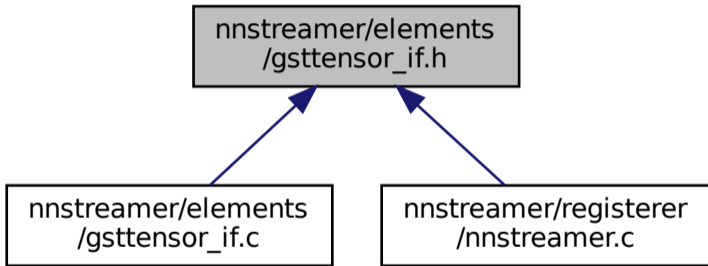 nnstreamer/elements
/gsttensor_if.h
nnstreamer/elements
/gsttensor_if.c
nnstreamer/registerer
/nnstreamer.c